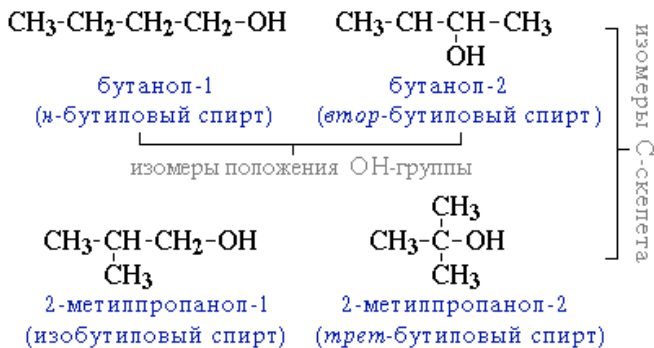 CH₃-CH₂-CH₂-CH₂-OH
CH₃-CH-CH-CH₃
OH
бутанол-1
(н-бутиловый спирт)
бутанол-2
(втор-бутиловый спирт)
изомеры положения ОН-группы
изомеры С-скелета
CH₃-CH-CH₂-OH
CH₃
CH₃
CH₃-C-OH
CH₃
2-метилпропанол-1
(изобутиловый спирт)
2-метилпропанол-2
(трет-бутиловый спирт)